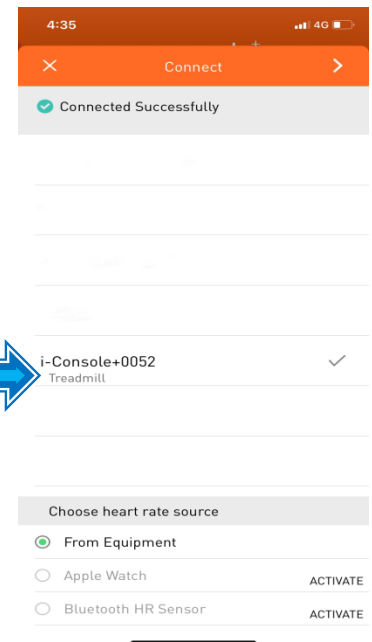 4:35
4G
Connect
Connected Successfully
i-Console+0052
Treadmill
Choose heart rate source
From Equipment
Apple Watch ACTIVATE
Bluetooth HR Sensor ACTIVATE